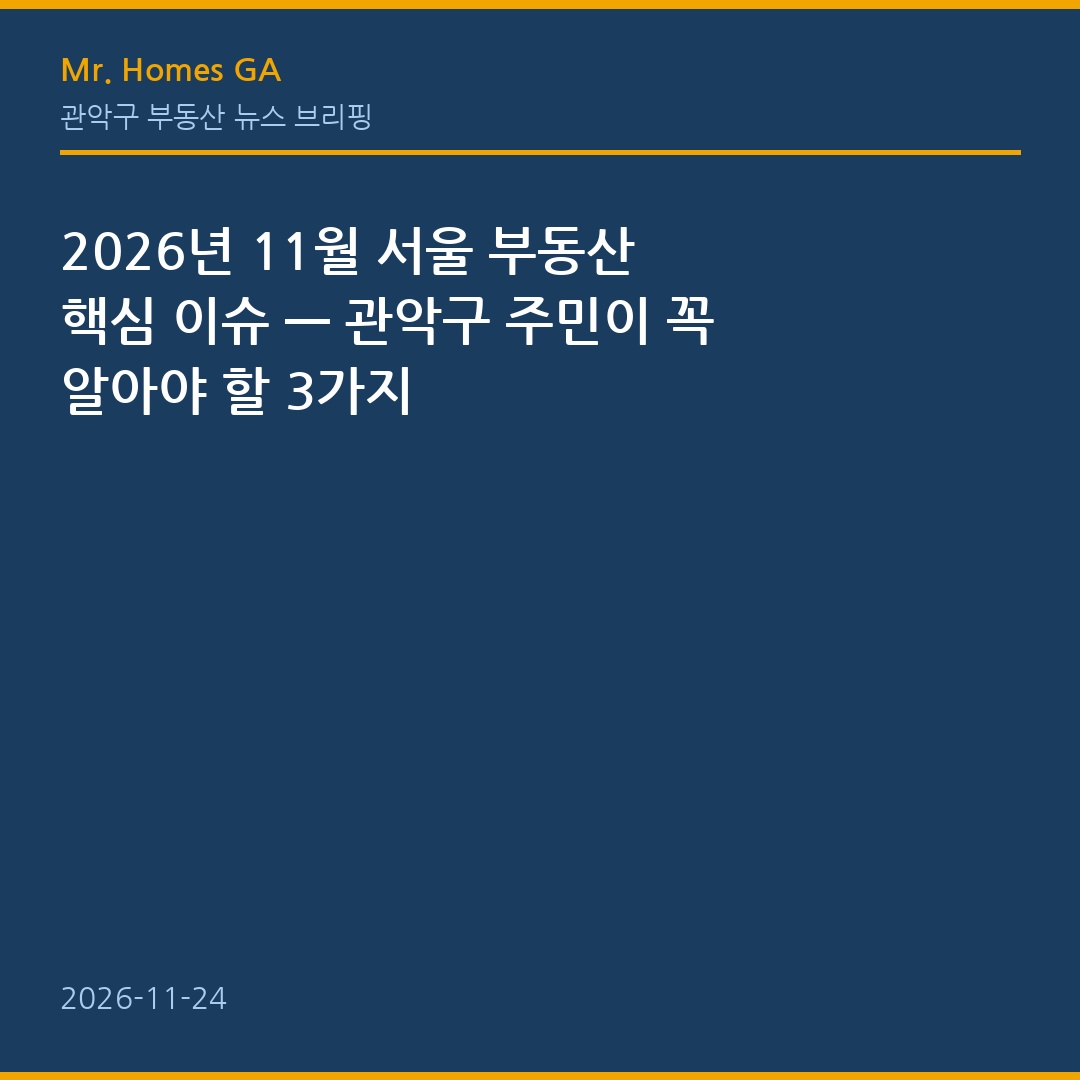 Mr. Homes GA
관악구 부동산 뉴스 브리핑
2026년 11월 서울 부동산
핵심 이슈 — 관악구 주민이 꼭
알아야 할 3가지
2026-11-24